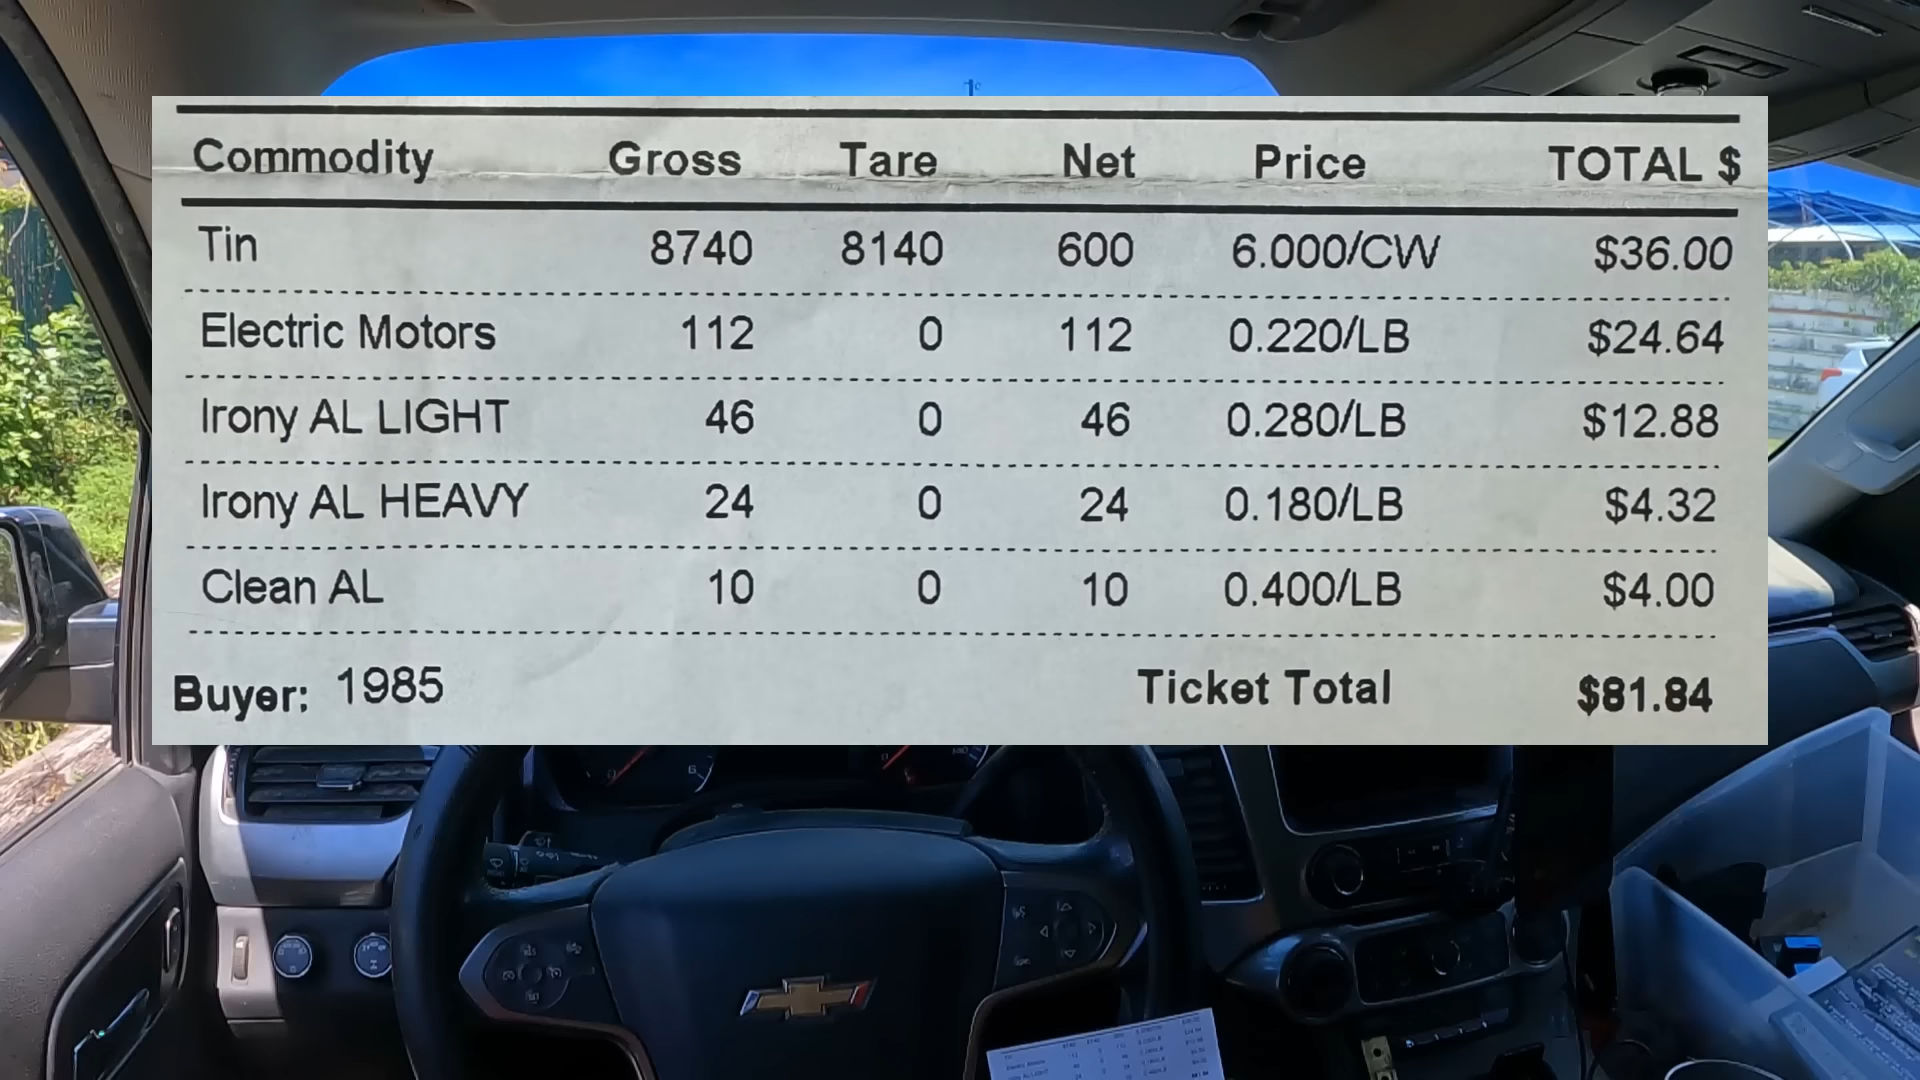 Commodity Gross Tare Net Price TOTAL $
Tin 8740 8140 600 6.000/CW $36.00
Electric Motors 112 0 112 0.220/LB $24.64
Irony AL LIGHT 46 0 46 0.280/LB $12.88
Irony AL HEAVY 24 0 24 0.180/LB $4.32
Clean AL 10 0 10 0.400/LB $4.00
Buyer: 1985 Ticket Total $81.84